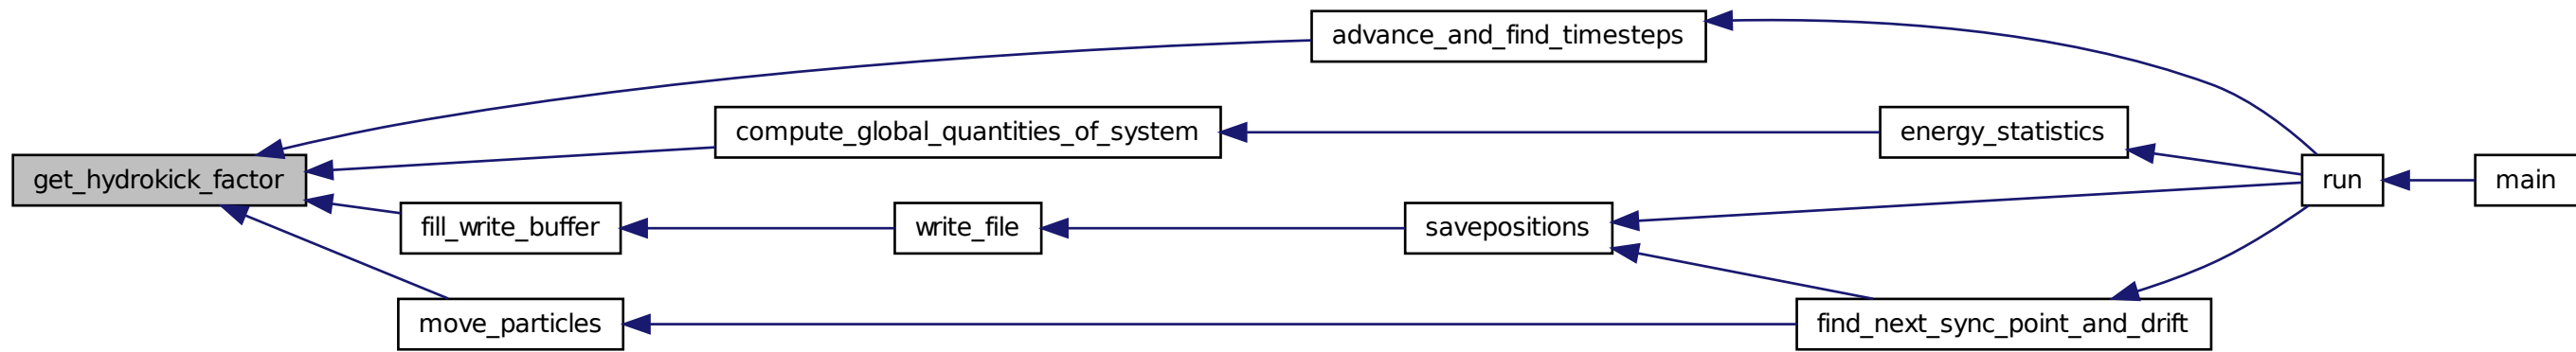 advance_and_find_timesteps
compute_global_quantities_of_system
energy_statistics
get_hydrokick_factor
run
main
fill_write_buffer
write_file
savepositions
move_particles
find_next_sync_point_and_drift